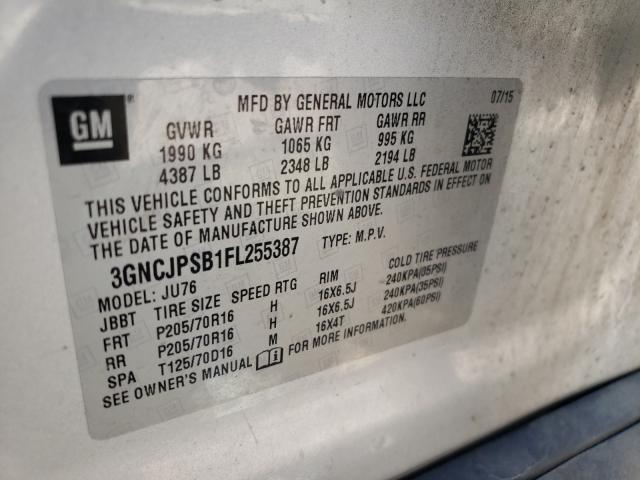 GM
MFD BY GENERAL MOTORS LLC 07/15
GVWR GAWR FRT GAWR RR
1990 KG 1065 KG 995 KG
4387 LB 2348 LB 2194 LB
THIS VEHICLE CONFORMS TO ALL APPLICABLE U.S. FEDERAL MOTOR
VEHICLE SAFETY AND THEFT PREVENTION STANDARDS IN EFFECT ON
THE DATE OF MANUFACTURE SHOWN ABOVE.
3GNCJPSB1FL255387 TYPE: M.P.V.
MODEL: JU76
JBBT TIRE SIZE SPEED RTG RIM COLD TIRE PRESSURE
FRT P205/70R16 H 16X6.5J 240KPA(35PSI)
RR P205/70R16 H 16X6.5J 240KPA(35PSI)
SPA T125/70D16 M 16X4T 420KPA(60PSI)
SEE OWNER'S MANUAL FOR MORE INFORMATION.